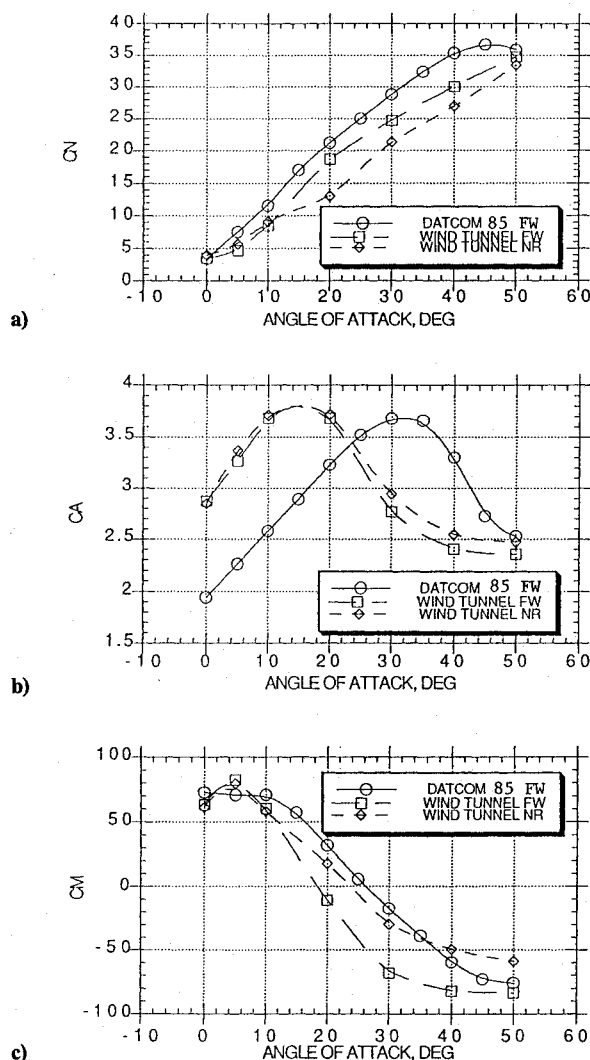 40
35
30
25
CN
20
15
10
5
0
DATCOM 85 FW
WIND TUNNEL FW
WIND TUNNEL NR
-10 0 10 20 30 40 50 60
a)
ANGLE OF ATTACK, DEG
4
3.5
3
CA
2.5
2
1.5
DATCOM 85 FW
WIND TUNNEL FW
WIND TUNNEL NR
-10 0 10 20 30 40 50 60
b)
ANGLE OF ATTACK, DEG
100
50
0
CM
-50
-100
DATCOM 85 FW
WIND TUNNEL FW
WIND TUNNEL NR
-10 0 10 20 30 40 50 60
ANGLE OF ATTACK, DEG
c)